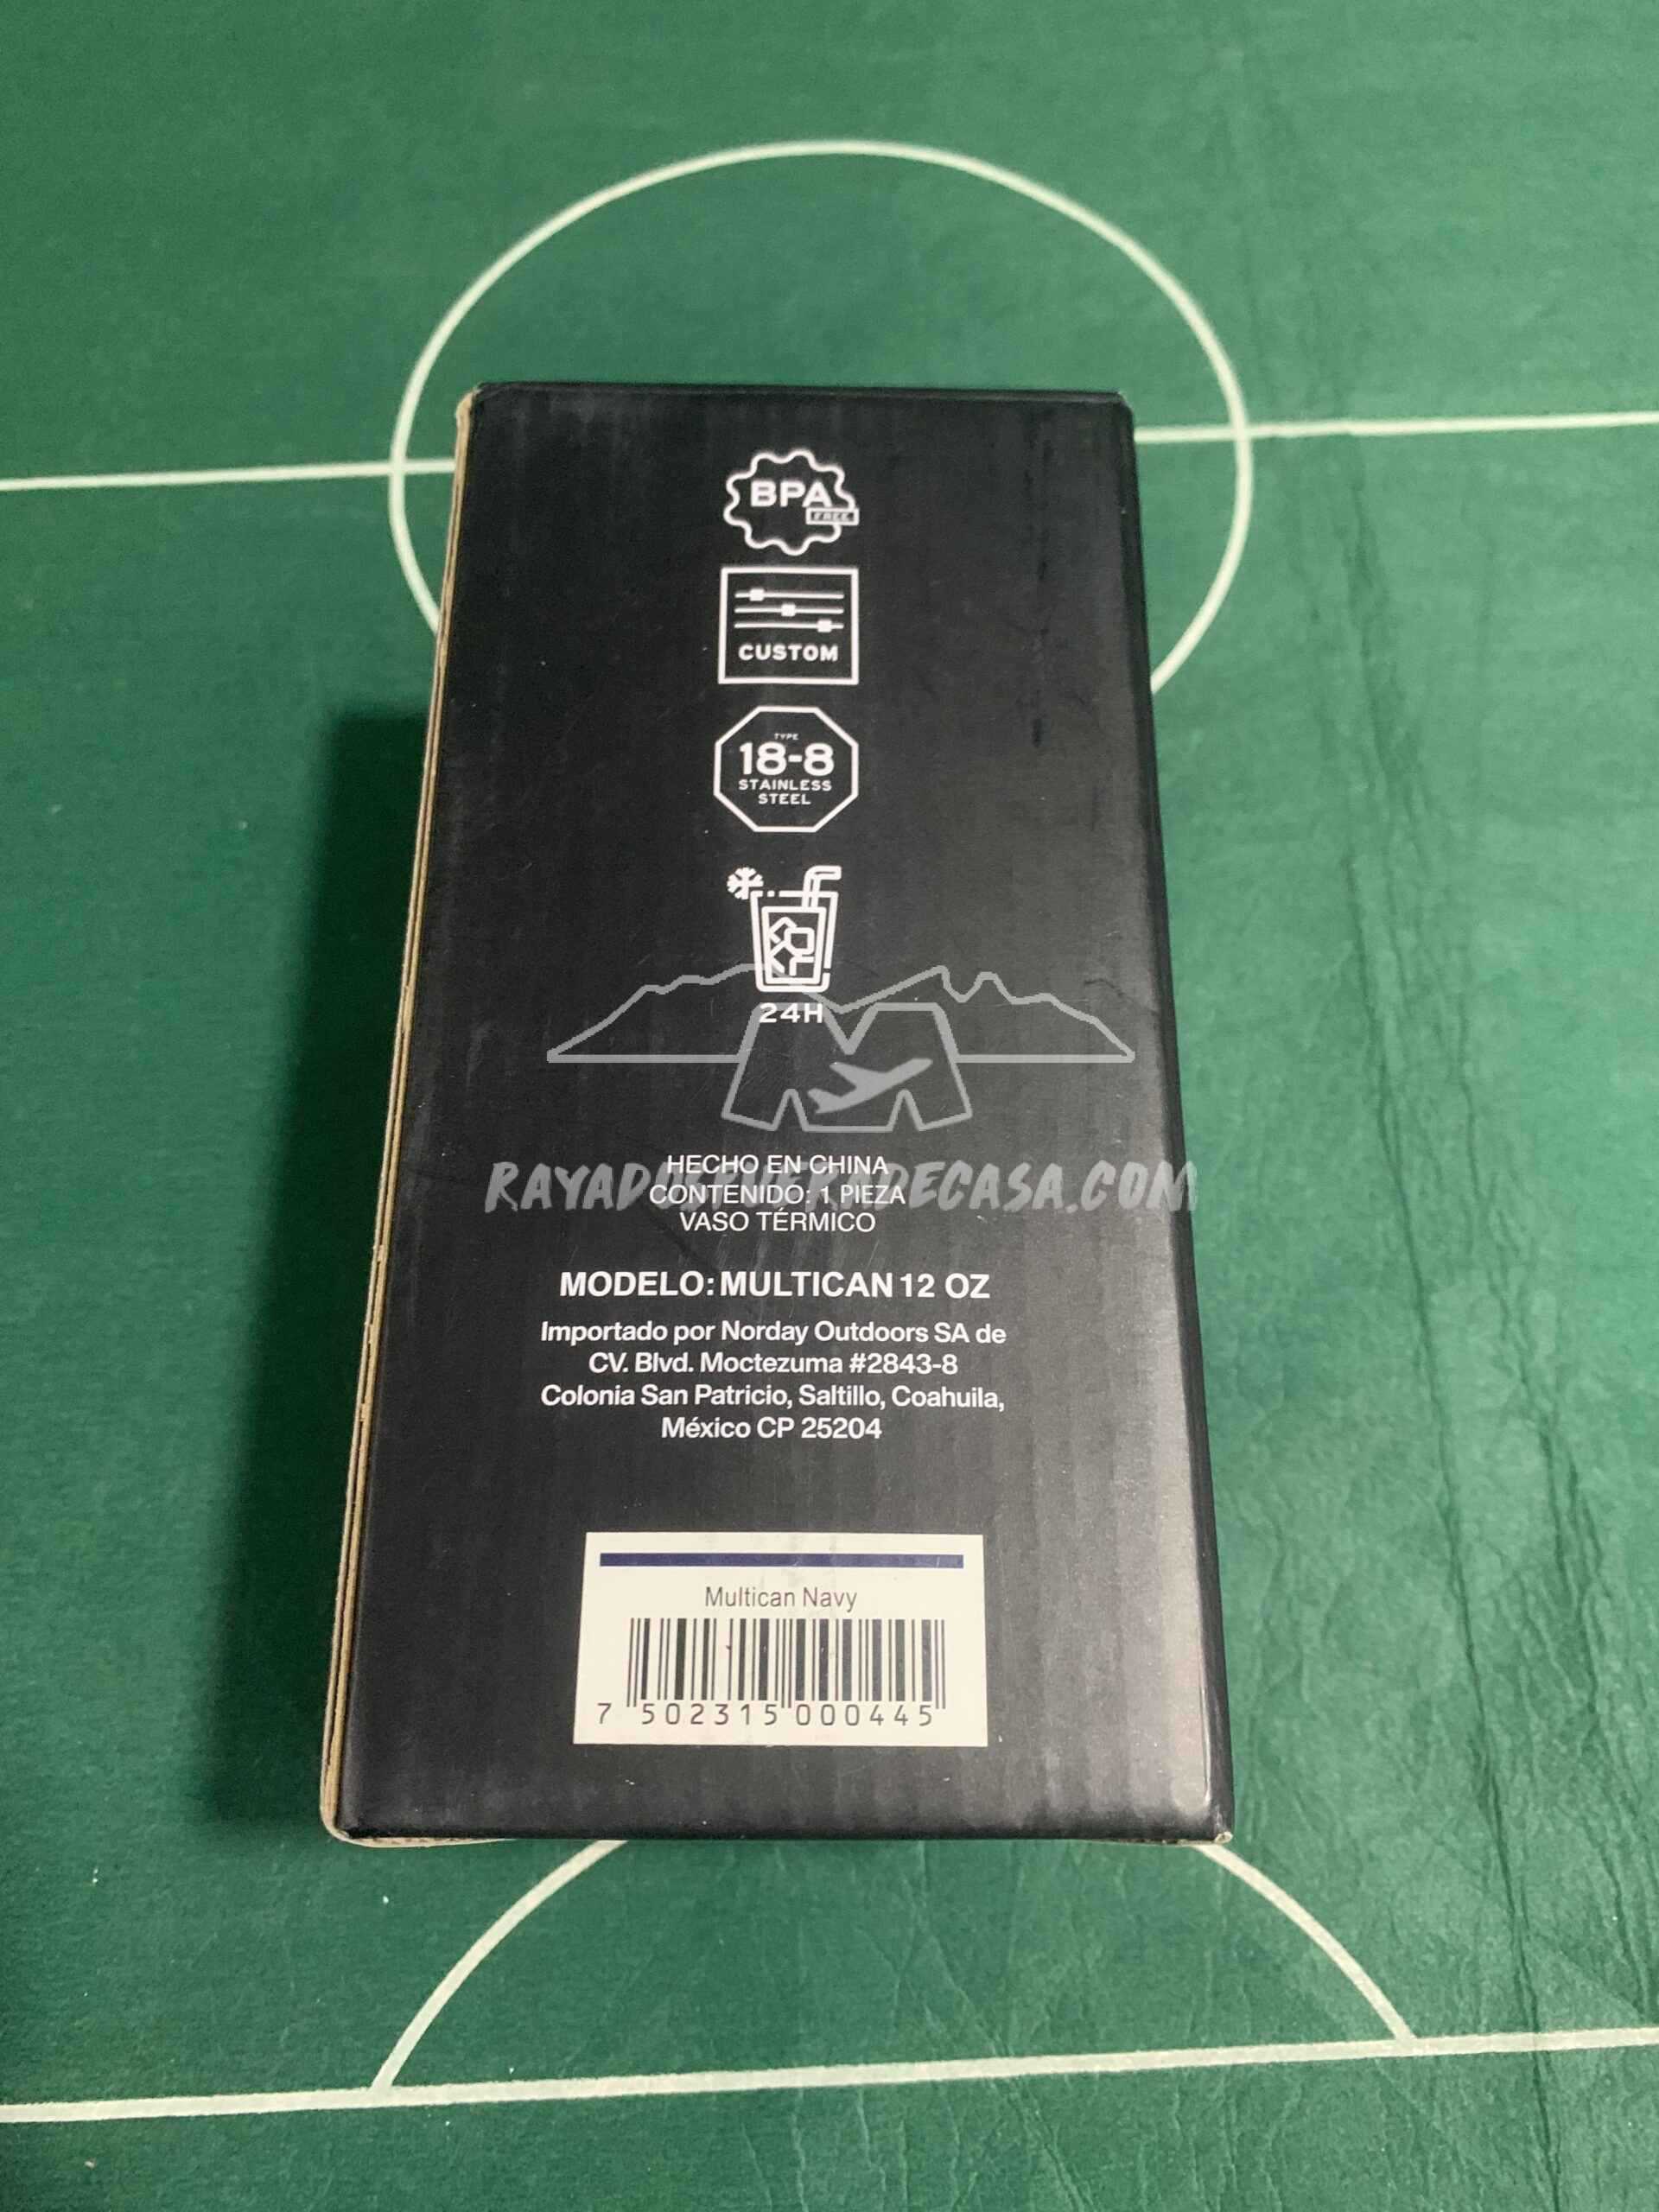 BPA
FREE
CUSTOM
TYPE
18-8
STAINLESS
STEEL
24H
HECHO EN CHINA
RAYADOSFUERADECASA.COM
CONTENIDO: 1 PIEZA
VASO TÉRMICO
MODELO: MULTICAN 12 OZ
Importado por Norday Outdoors SA de
CV. Blvd. Moctezuma #2843-8
Colonia San Patricio, Saltillo, Coahuila,
México CP 25204
Multican Navy
7 502315 000445